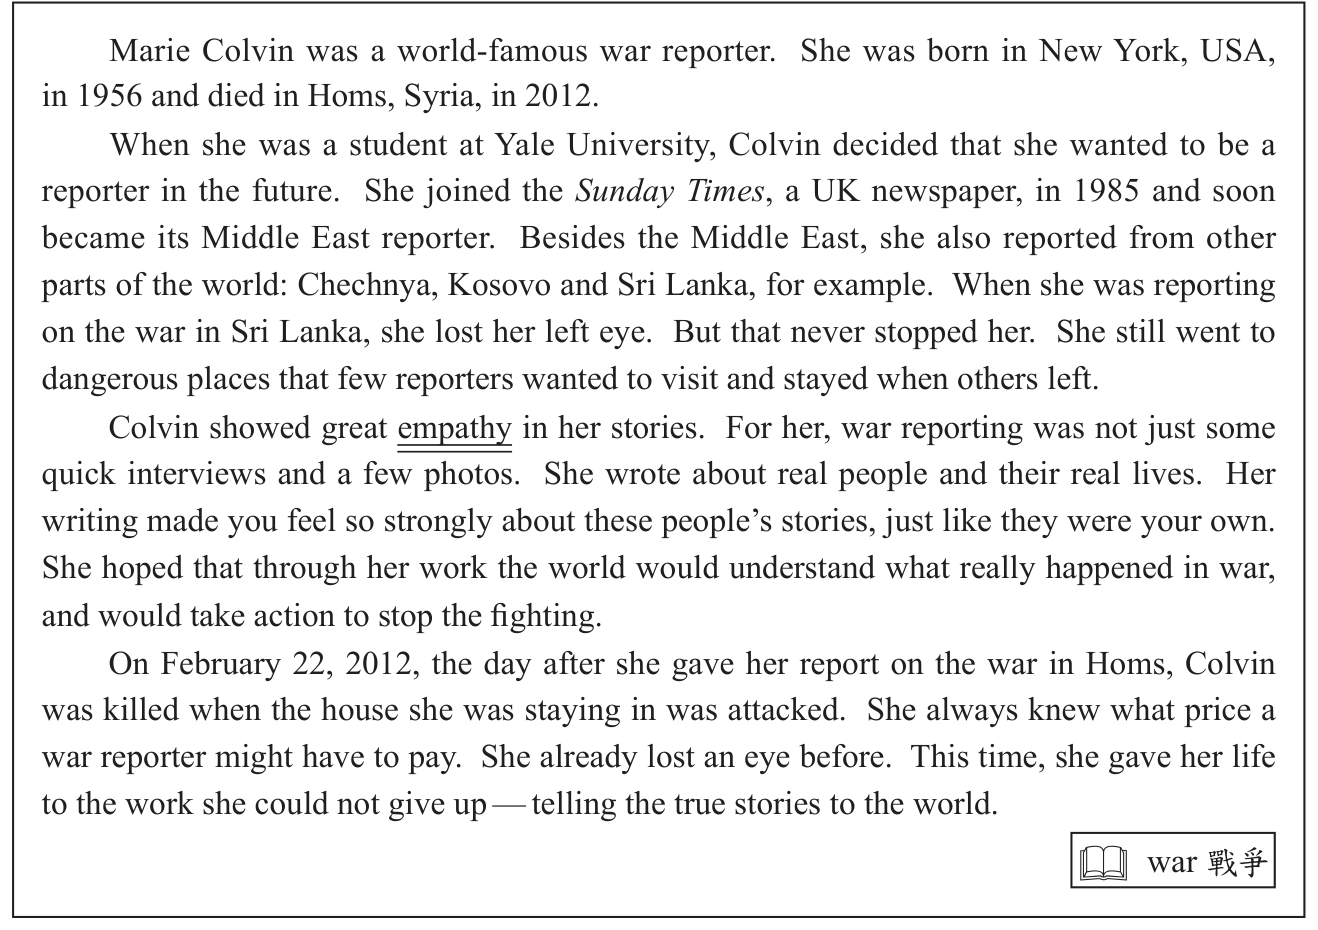 Marie Colvin was a world-famous war reporter. She was born in New York, USA,
in 1956 and died in Homs, Syria, in 2012.
When she was a student at Yale University, Colvin decided that she wanted to be a
reporter in the future. She joined the Sunday Times, a UK newspaper, in 1985 and soon
became its Middle East reporter. Besides the Middle East, she also reported from other
parts of the world: Chechnya, Kosovo and Sri Lanka, for example. When she was reporting
on the war in Sri Lanka, she lost her left eye. But that never stopped her. She still went to
dangerous places that few reporters wanted to visit and stayed when others left.
Colvin showed great empathy in her stories. For her, war reporting was not just some
quick interviews and a few photos. She wrote about real people and their real lives. Her
writing made you feel so strongly about these people’s stories, just like they were your own.
She hoped that through her work the world would understand what really happened in war,
and would take action to stop the fighting.
On February 22, 2012, the day after she gave her report on the war in Homs, Colvin
was killed when the house she was staying in was attacked. She always knew what price a
war reporter might have to pay. She already lost an eye before. This time, she gave her life
to the work she could not give up — telling the true stories to the world.
war 戰爭